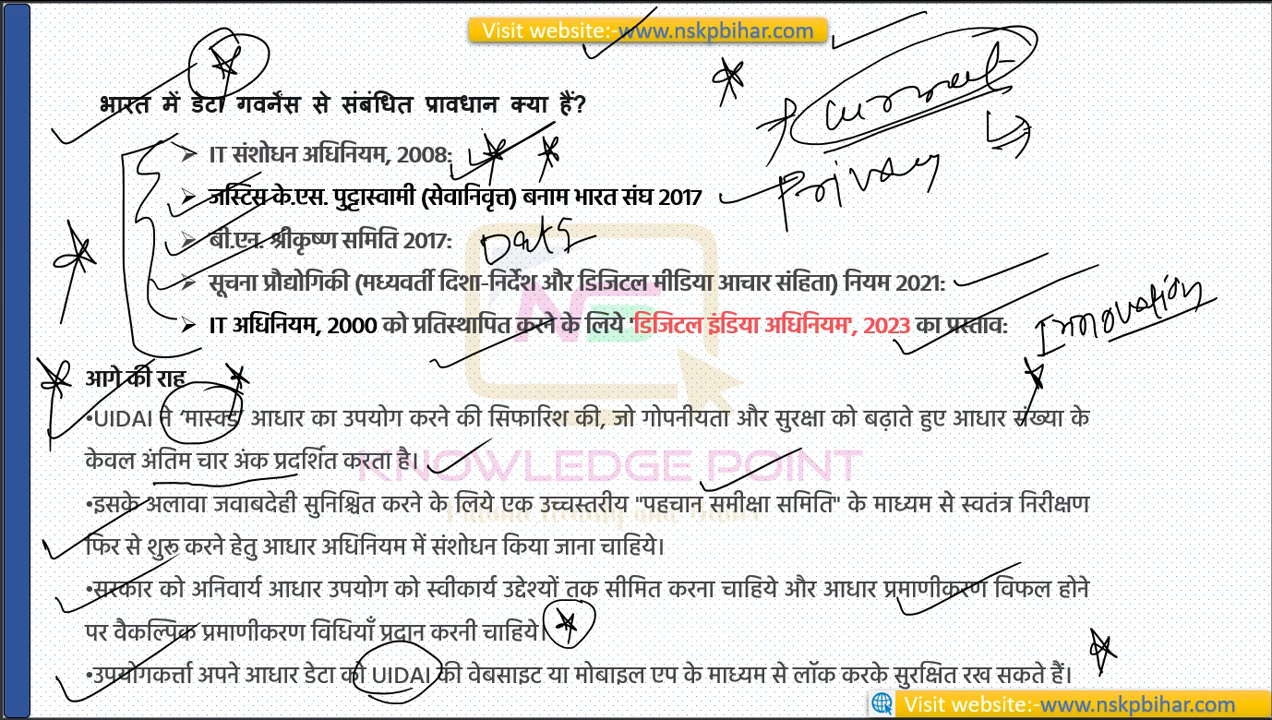 Visit website:-www.nskpbihar.com
भारत में डेटा गवर्नेंस से संबंधित प्रावधान क्या हैं?
current
➢ IT संशोधन अधिनियम, 2008:
Privacy
➢ जस्टिस के.एस. पुट्टास्वामी (सेवानिवृत्त) बनाम भारत संघ 2017
➢ बी.एन. श्रीकृष्ण समिति 2017:
➢ सूचना प्रौद्योगिकी (मध्यवर्ती दिशा-निर्देश और डिजिटल मीडिया आचार संहिता) नियम 2021:
➢ IT अधिनियम, 2000 को प्रतिस्थापित करने के लिये 'डिजिटल इंडिया अधिनियम', 2023 का प्रस्ताव:
Innovation
आगे की राह
•UIDAI ने 'मास्क्ड' आधार का उपयोग करने की सिफारिश की, जो गोपनीयता और सुरक्षा को बढ़ाते हुए आधार संख्या के
केवल अंतिम चार अंक प्रदर्शित करता है।
KNOWLEDGE POINT
•इसके अलावा जवाबदेही सुनिश्चित करने के लिये एक उच्चस्तरीय "पहचान समीक्षा समिति" के माध्यम से स्वतंत्र निरीक्षण
फिर से शुरू करने हेतु आधार अधिनियम में संशोधन किया जाना चाहिये।
•सरकार को अनिवार्य आधार उपयोग को स्वीकार्य उद्देश्यों तक सीमित करना चाहिये और आधार प्रमाणीकरण विफल होने
पर वैकल्पिक प्रमाणीकरण विधियाँ प्रदान करनी चाहिये।
•उपयोगकर्त्ता अपने आधार डेटा को UIDAI की वेबसाइट या मोबाइल एप के माध्यम से लॉक करके सुरक्षित रख सकते हैं।
Visit website:-www.nskpbihar.com